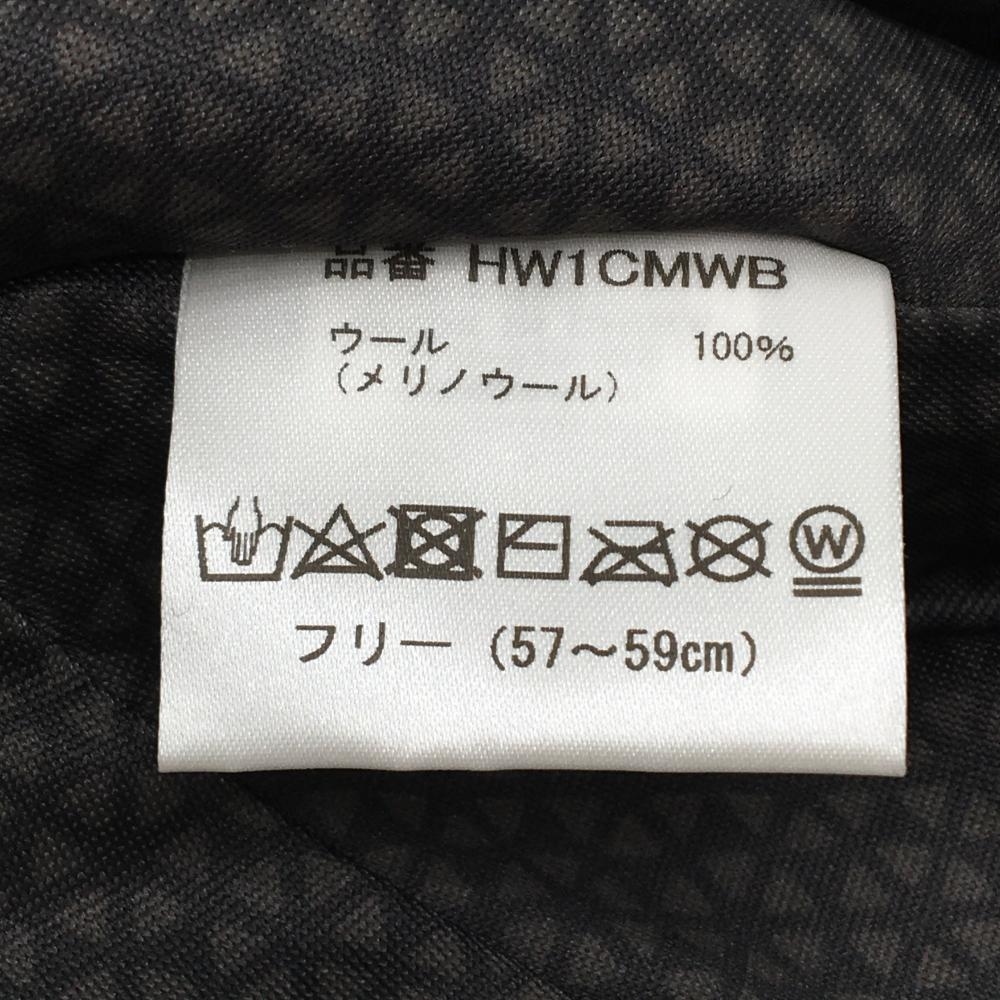 品番 HW1CMWB
ウール 100%
（メリノウール）
W
フリー（57～59cm）